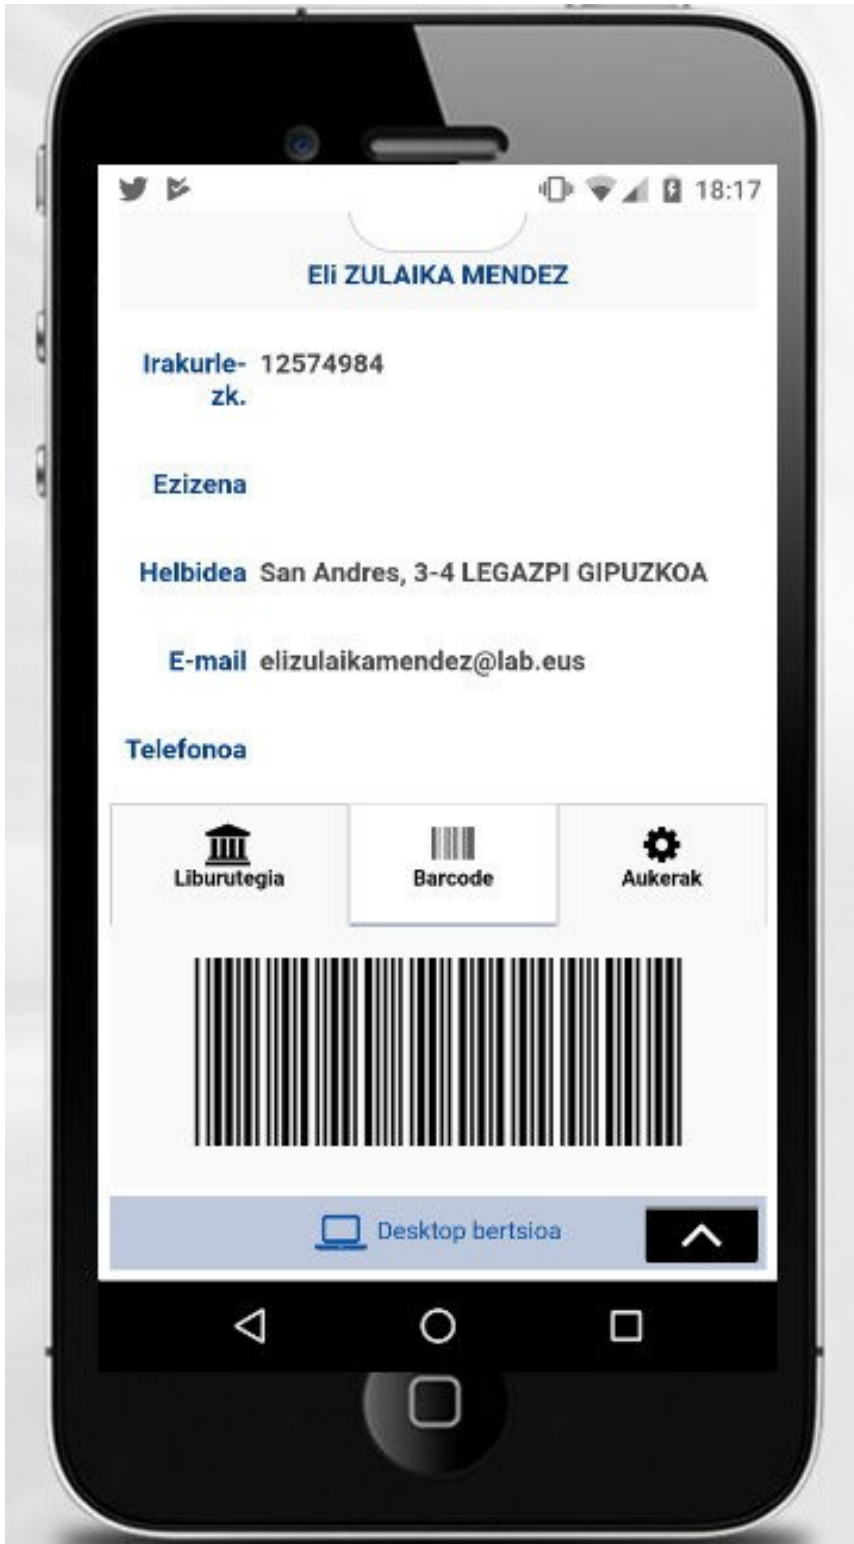 18:17
Eli ZULAIKA MENDEZ
Irakurle- 12574984
zk.
Ezizena
Helbidea San Andres, 3-4 LEGAZPI GIPUZKOA
E-mail elizulaikamendez@lab.eus
Telefonoa
Liburutegia Barcode Aukerak
Desktop bertsioa